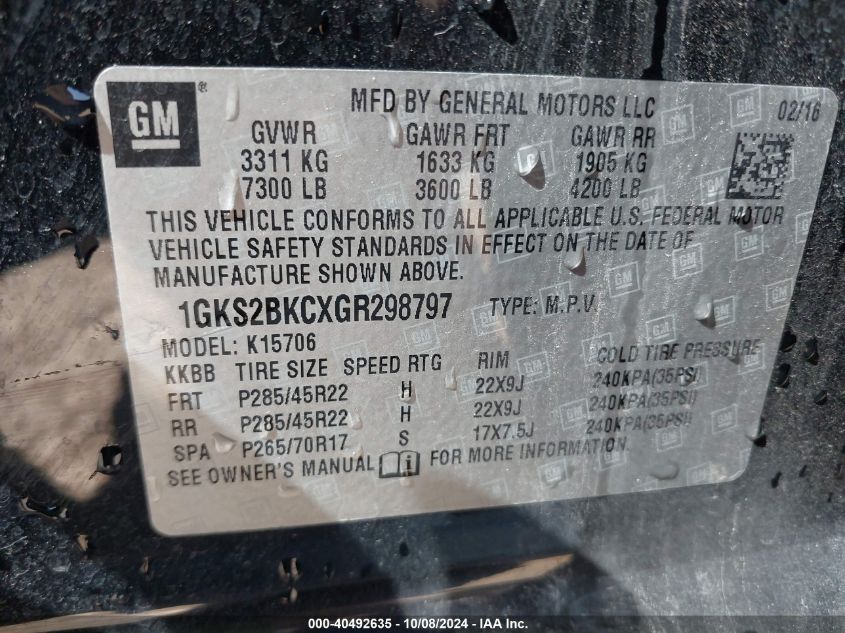 GM ®
MFD BY GENERAL MOTORS LLC 02/16
GVWR GAWR FRT GAWR RR
3311 KG 1633 KG 1905 KG
7300 LB 3600 LB 4200 LB
THIS VEHICLE CONFORMS TO ALL APPLICABLE U.S. FEDERAL MOTOR
VEHICLE SAFETY STANDARDS IN EFFECT ON THE DATE OF
MANUFACTURE SHOWN ABOVE.
1GKS2BKCXGR298797 TYPE: M.P.V
MODEL: K15706
KKBB TIRE SIZE SPEED RTG RIM COLD TIRE PRESSURE
FRT P285/45R22 H 22X9J 240KPA(35PSI)
RR P285/45R22 H 22X9J 240KPA(35PSI)
SPA P265/70R17 S 17X7.5J 240KPA(35PSI)
SEE OWNER'S MANUAL FOR MORE INFORMATION.
000-40492635 - 10/08/2024 - IAA Inc.